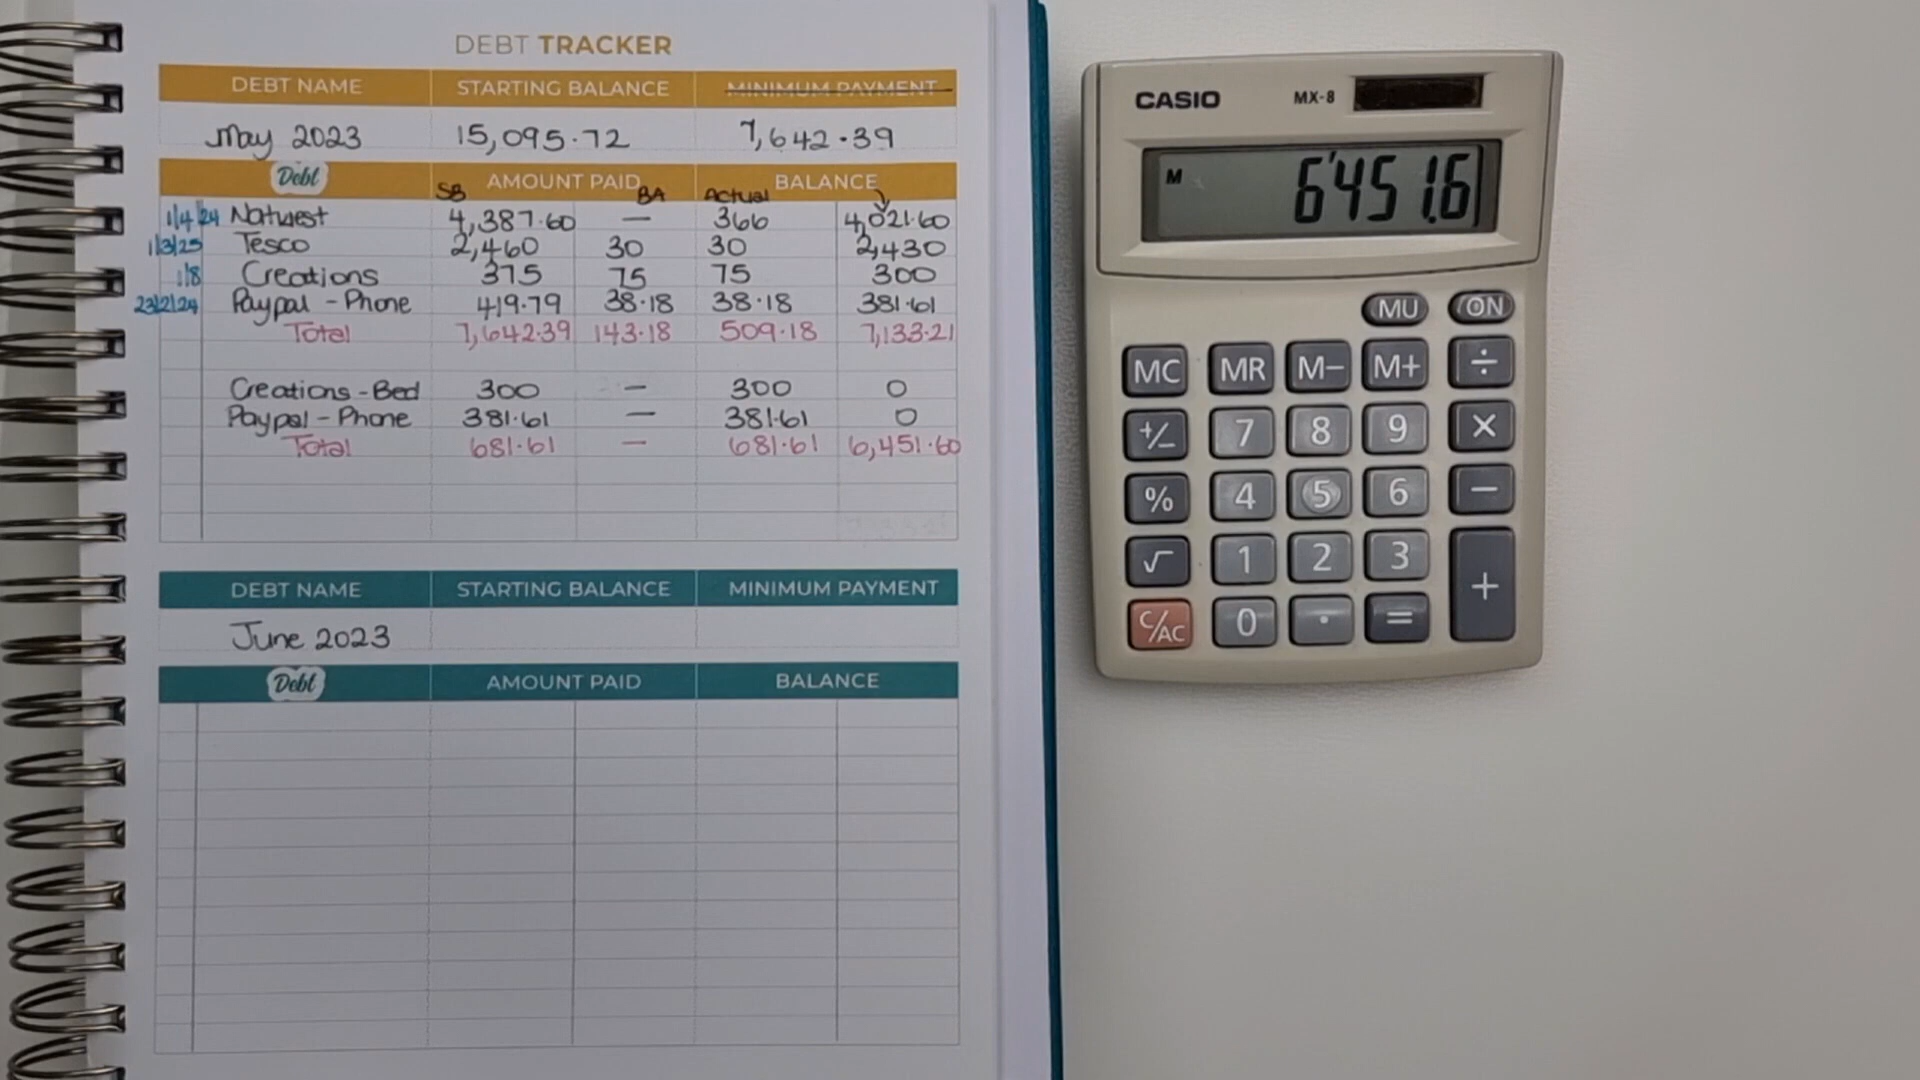 DEBT TRACKER
DEBT NAME STARTING BALANCE MINIMUM PAYMENT
May 2023 15,095.72 7,642.39
Debt AMOUNT PAID BALANCE
SB BA Actual
1/4/24 Natwest 4,387.60 — 366 4,021.60
1/3/25 Tesco 2,460 30 30 2,430
1/8 Creations 375 75 75 300
23/2/24 Paypal - Phone 419.79 38.18 38.18 381.61
Total 7,642.39 143.18 509.18 7,133.21
Creations - Bed 300 — 300 0
Paypal - Phone 381.61 — 381.61 0
Total 681.61 — 681.61 6,451.60
DEBT NAME STARTING BALANCE MINIMUM PAYMENT
June 2023
Debt AMOUNT PAID BALANCE
CASIO MX-8
M 6'451.6
MU ON
MC MR M− M+ ÷
+/− 7 8 9 ×
% 4 5 6 −
√ 1 2 3 +
C/AC 0 · =